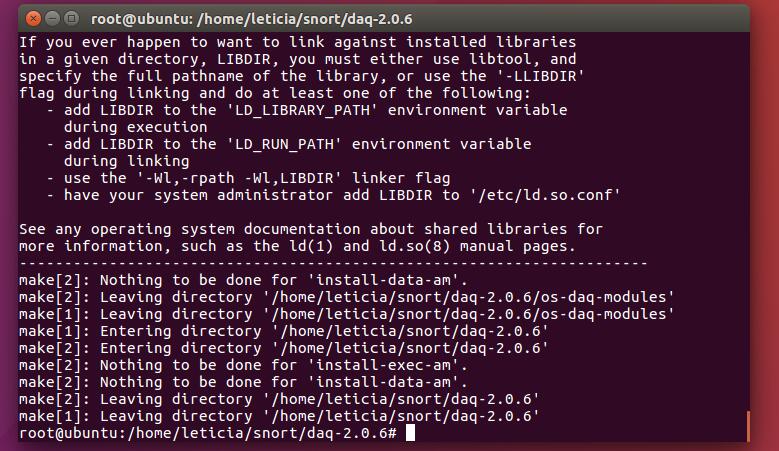 root@ubuntu: /home/leticia/snort/daq-2.0.6
If you ever happen to want to link against installed libraries
in a given directory, LIBDIR, you must either use libtool, and
specify the full pathname of the library, or use the '-LLIBDIR'
flag during linking and do at least one of the following:
   - add LIBDIR to the 'LD_LIBRARY_PATH' environment variable
     during execution
   - add LIBDIR to the 'LD_RUN_PATH' environment variable
     during linking
   - use the '-Wl,-rpath -Wl,LIBDIR' linker flag
   - have your system administrator add LIBDIR to '/etc/ld.so.conf'

See any operating system documentation about shared libraries for
more information, such as the ld(1) and ld.so(8) manual pages.
----------------------------------------------------------------------
make[2]: Nothing to be done for 'install-data-am'.
make[2]: Leaving directory '/home/leticia/snort/daq-2.0.6/os-daq-modules'
make[1]: Leaving directory '/home/leticia/snort/daq-2.0.6/os-daq-modules'
make[1]: Entering directory '/home/leticia/snort/daq-2.0.6'
make[2]: Entering directory '/home/leticia/snort/daq-2.0.6'
make[2]: Nothing to be done for 'install-exec-am'.
make[2]: Nothing to be done for 'install-data-am'.
make[2]: Leaving directory '/home/leticia/snort/daq-2.0.6'
make[1]: Leaving directory '/home/leticia/snort/daq-2.0.6'
root@ubuntu:/home/leticia/snort/daq-2.0.6#